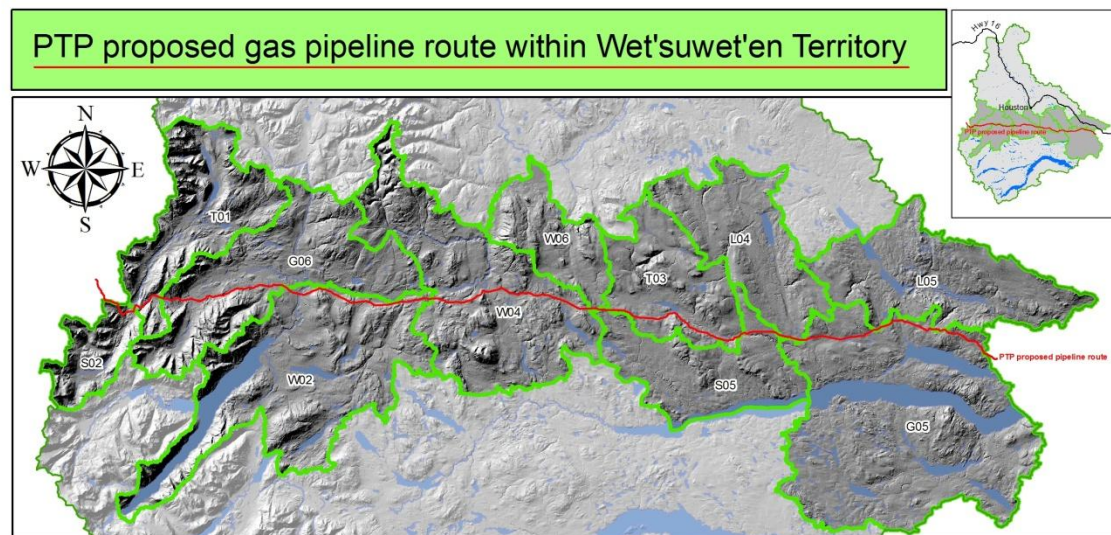 PTP proposed gas pipeline route within Wet'suwet'en Territory
Hwy 16
Houston
PTP proposed pipeline route
N
W E
S
T01
G06
W06
L04
T03
L05
W04
S02
PTP proposed pipeline route
W02
S05
G05